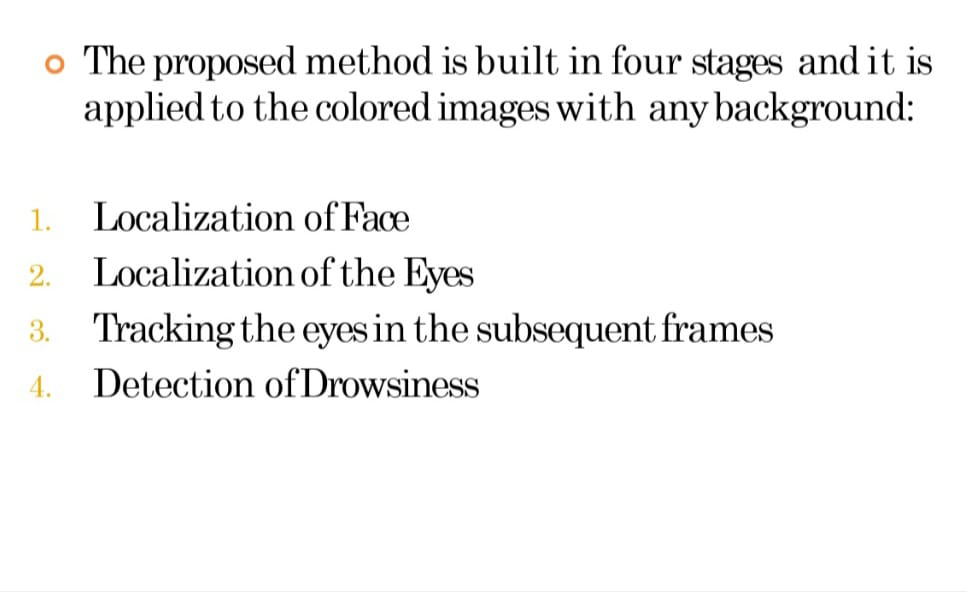 The proposed method is built in four stages and it is
applied to the colored images with any background:
1. Localization of Face
2. Localization of the Eyes
3. Tracking the eyes in the subsequent frames
4. Detection of Drowsiness